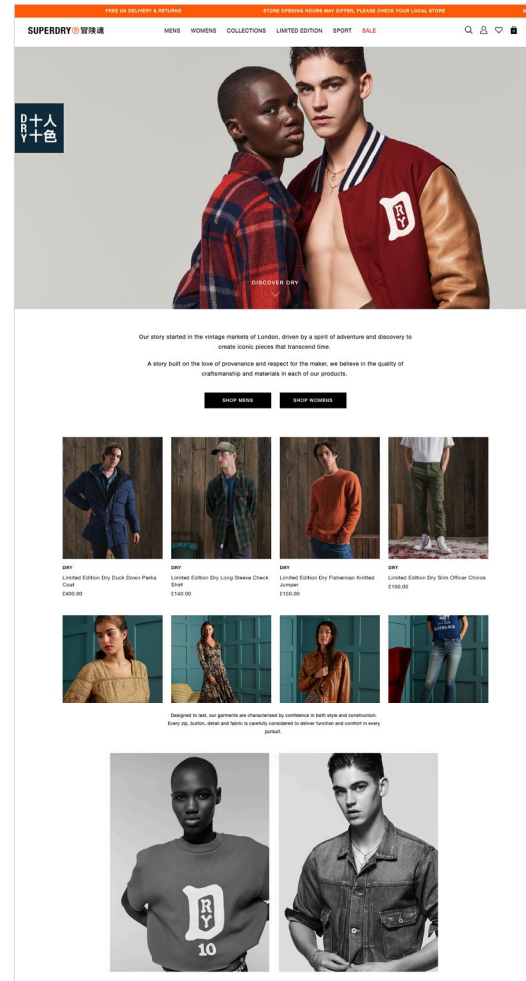 FREE UK DELIVERY & RETURNS
STORE OPENING HOURS MAY DIFFER, PLEASE CHECK YOUR LOCAL STORE
SUPERDRY®冒険魂
MENS WOMENS COLLECTIONS LIMITED EDITION SPORT SALE
DRY
十人
十色
DRY
DISCOVER DRY
Our story started in the vintage markets of London, driven by a spirit of adventure and discovery to
create iconic pieces that transcend time.
A story built on the love of provenance and respect for the maker, we believe in the quality of
craftsmanship and materials in each of our products.
SHOP MENS
SHOP WOMENS
DRY
Limited Edition Dry Duck Down Parka
Coat
£400.00
DRY
Limited Edition Dry Long Sleeve Check
Shirt
£140.00
DRY
Limited Edition Dry Fisherman Knitted
Jumper
£150.00
DRY
Limited Edition Dry Slim Officer Chinos
£100.00
Designed to last, our garments are characterised by confidence in both style and construction.
Every zip, button, detail and fabric is carefully considered to deliver function and comfort in every
pursuit.
DRY
10